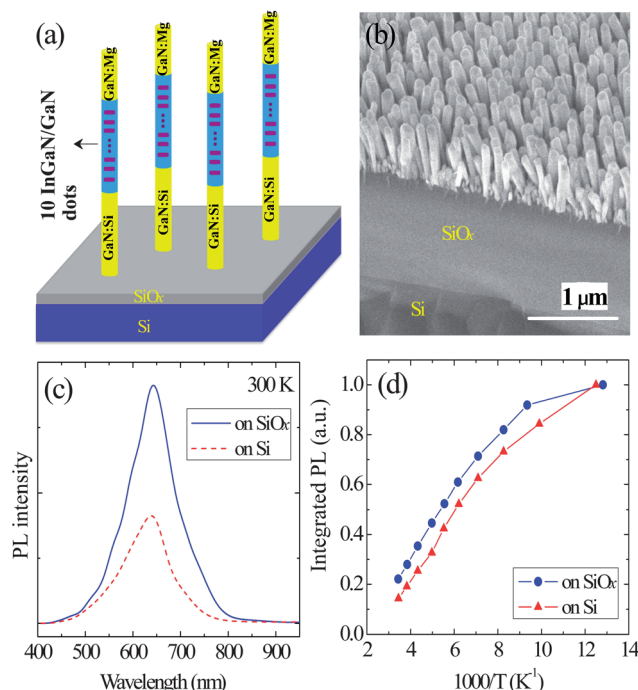 (a)
GaN:Mg
GaN:Mg
GaN:Mg
GaN:Mg
10 InGaN/GaN
dots
GaN:Si
GaN:Si
GaN:Si
GaN:Si
SiOx
Si
(b)
SiOx
Si
1 μm
(c)
300 K
on SiOx
on Si
PL intensity
400 500 600 700 800 900
Wavelength (nm)
(d)
Integrated PL (a.u.)
1.0
0.8
0.6
0.4
0.2
0.0
on SiOx
on Si
2 4 6 8 10 12 14
1000/T (K⁻¹)